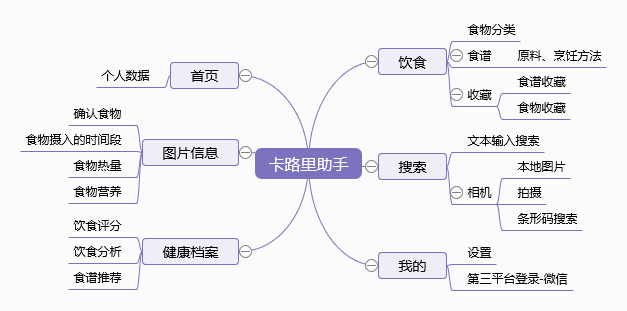 卡路里助手
首页
个人数据
图片信息
确认食物
食物摄入的时间段
食物热量
食物营养
健康档案
饮食评分
饮食分析
食谱推荐
饮食
食物分类
食谱
原料、烹饪方法
收藏
食谱收藏
食物收藏
搜索
文本输入搜索
相机
本地图片
拍摄
条形码搜索
我的
设置
第三平台登录-微信